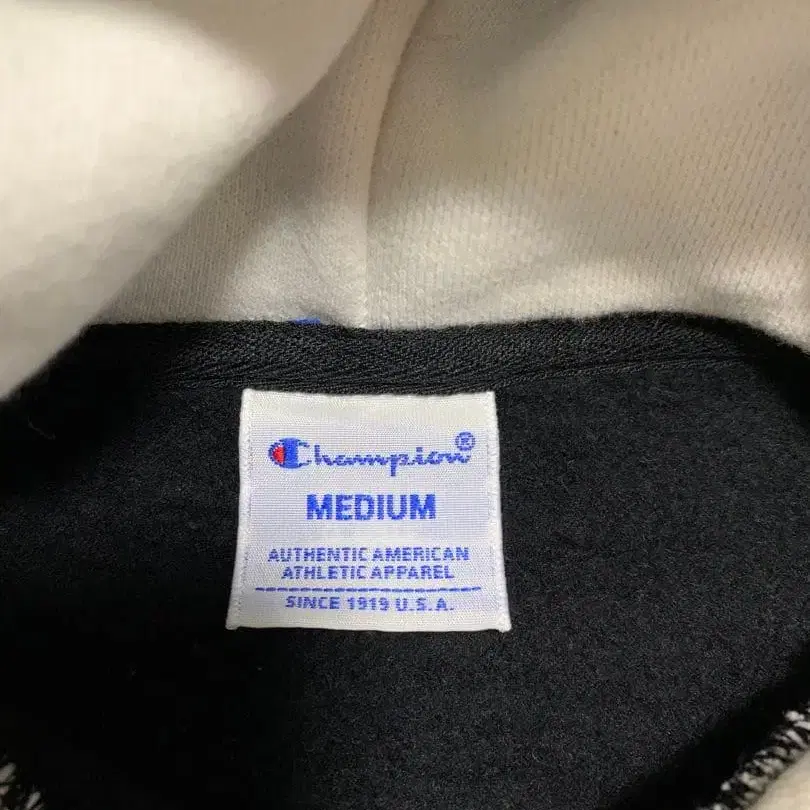 Champion®
MEDIUM
AUTHENTIC AMERICAN
ATHLETIC APPAREL
SINCE 1919 U.S.A.